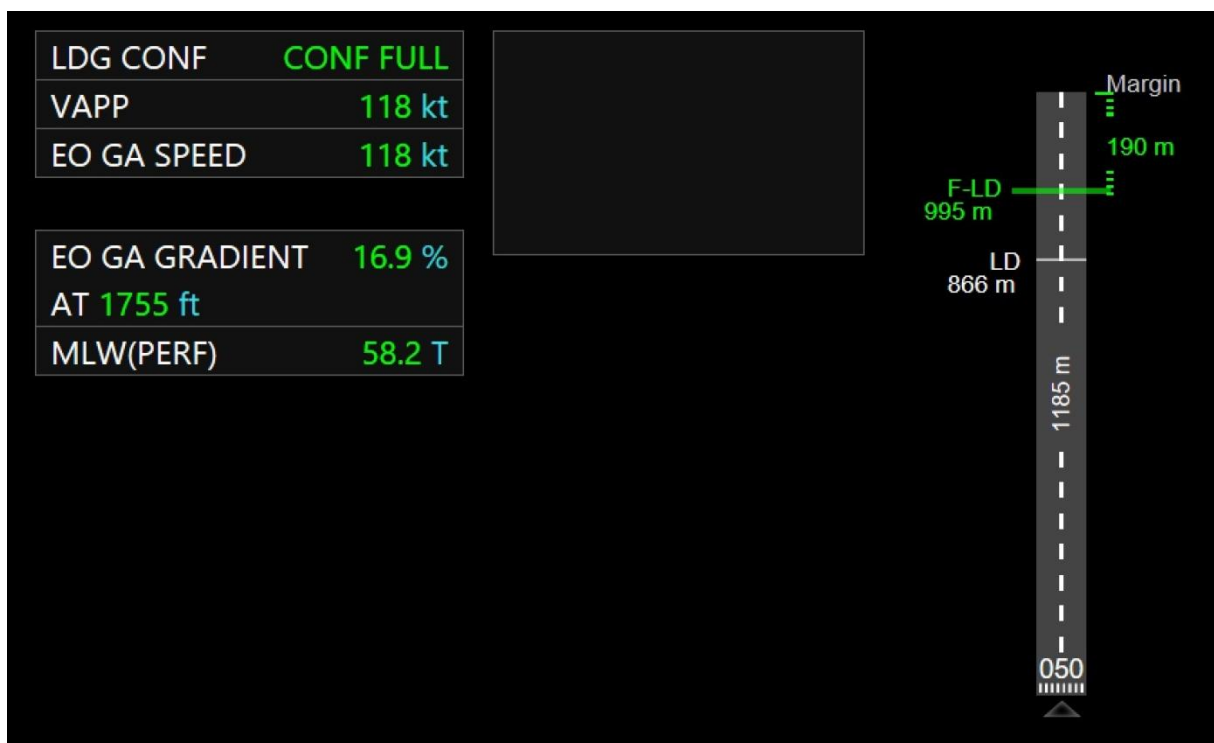 LDG CONF CONF FULL
VAPP 118 kt
EO GA SPEED 118 kt
EO GA GRADIENT 16.9 %
AT 1755 ft
MLW(PERF) 58.2 T
Margin
190 m
F-LD
995 m
LD
866 m
1185 m
050